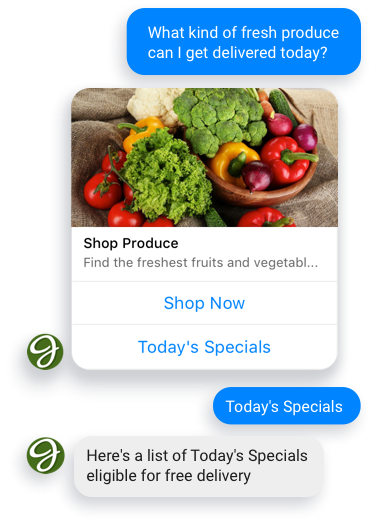 What kind of fresh produce
can I get delivered today?
Shop Produce
Find the freshest fruits and vegetabl...
Shop Now
Today's Specials
Today's Specials
Here's a list of Today's Specials
eligible for free delivery